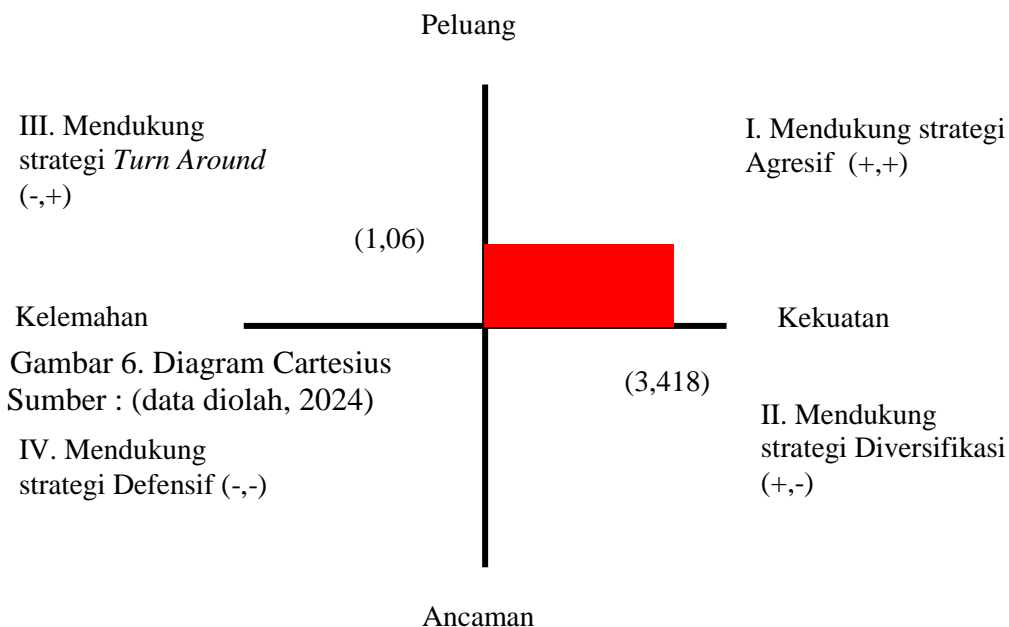 Peluang
III. Mendukung
strategi Turn Around
(-,+)
I. Mendukung strategi
Agresif (+,+)
(1,06)
Kelemahan
Kekuatan
Gambar 6. Diagram Cartesius
Sumber : (data diolah, 2024)
(3,418)
IV. Mendukung
strategi Defensif (-,-)
II. Mendukung
strategi Diversifikasi
(+,-)
Ancaman